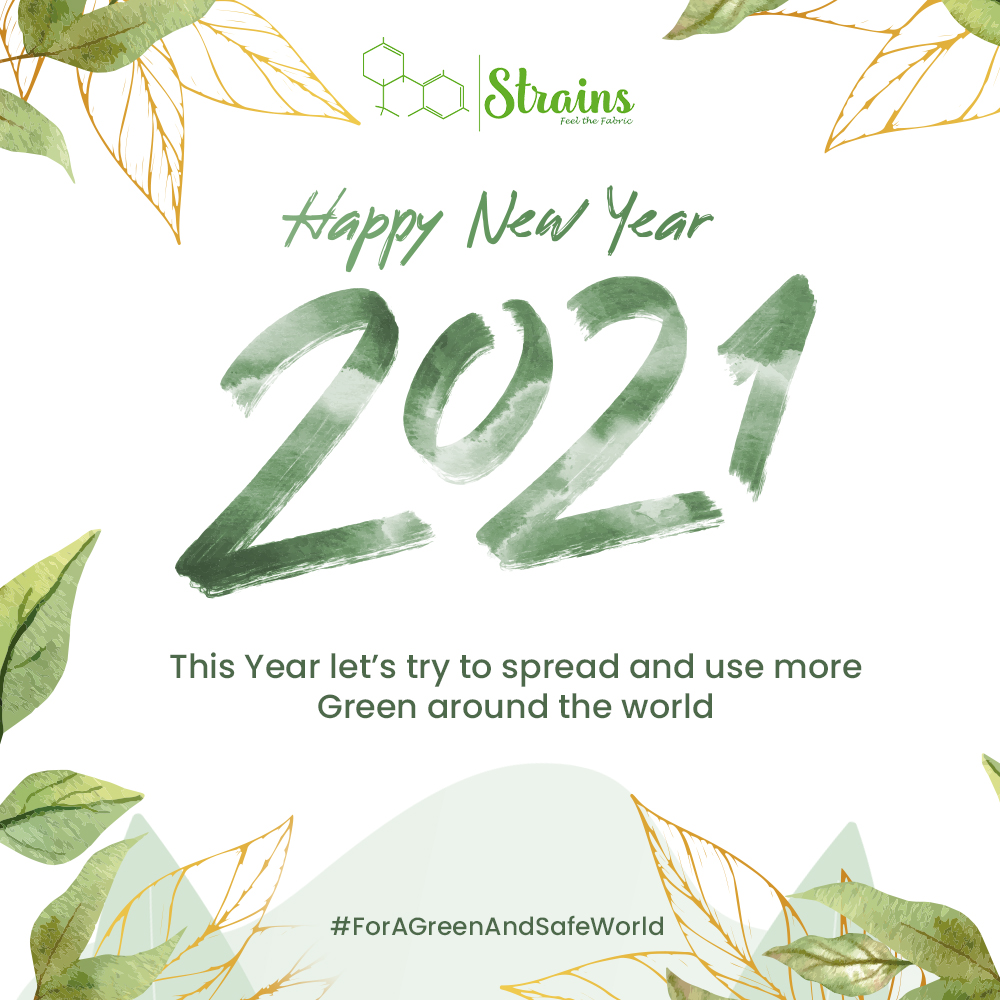 Strains
Feel the Fabric
Happy New Year
2021
This Year let's try to spread and use more
Green around the world
#ForAGreenAndSafeWorld